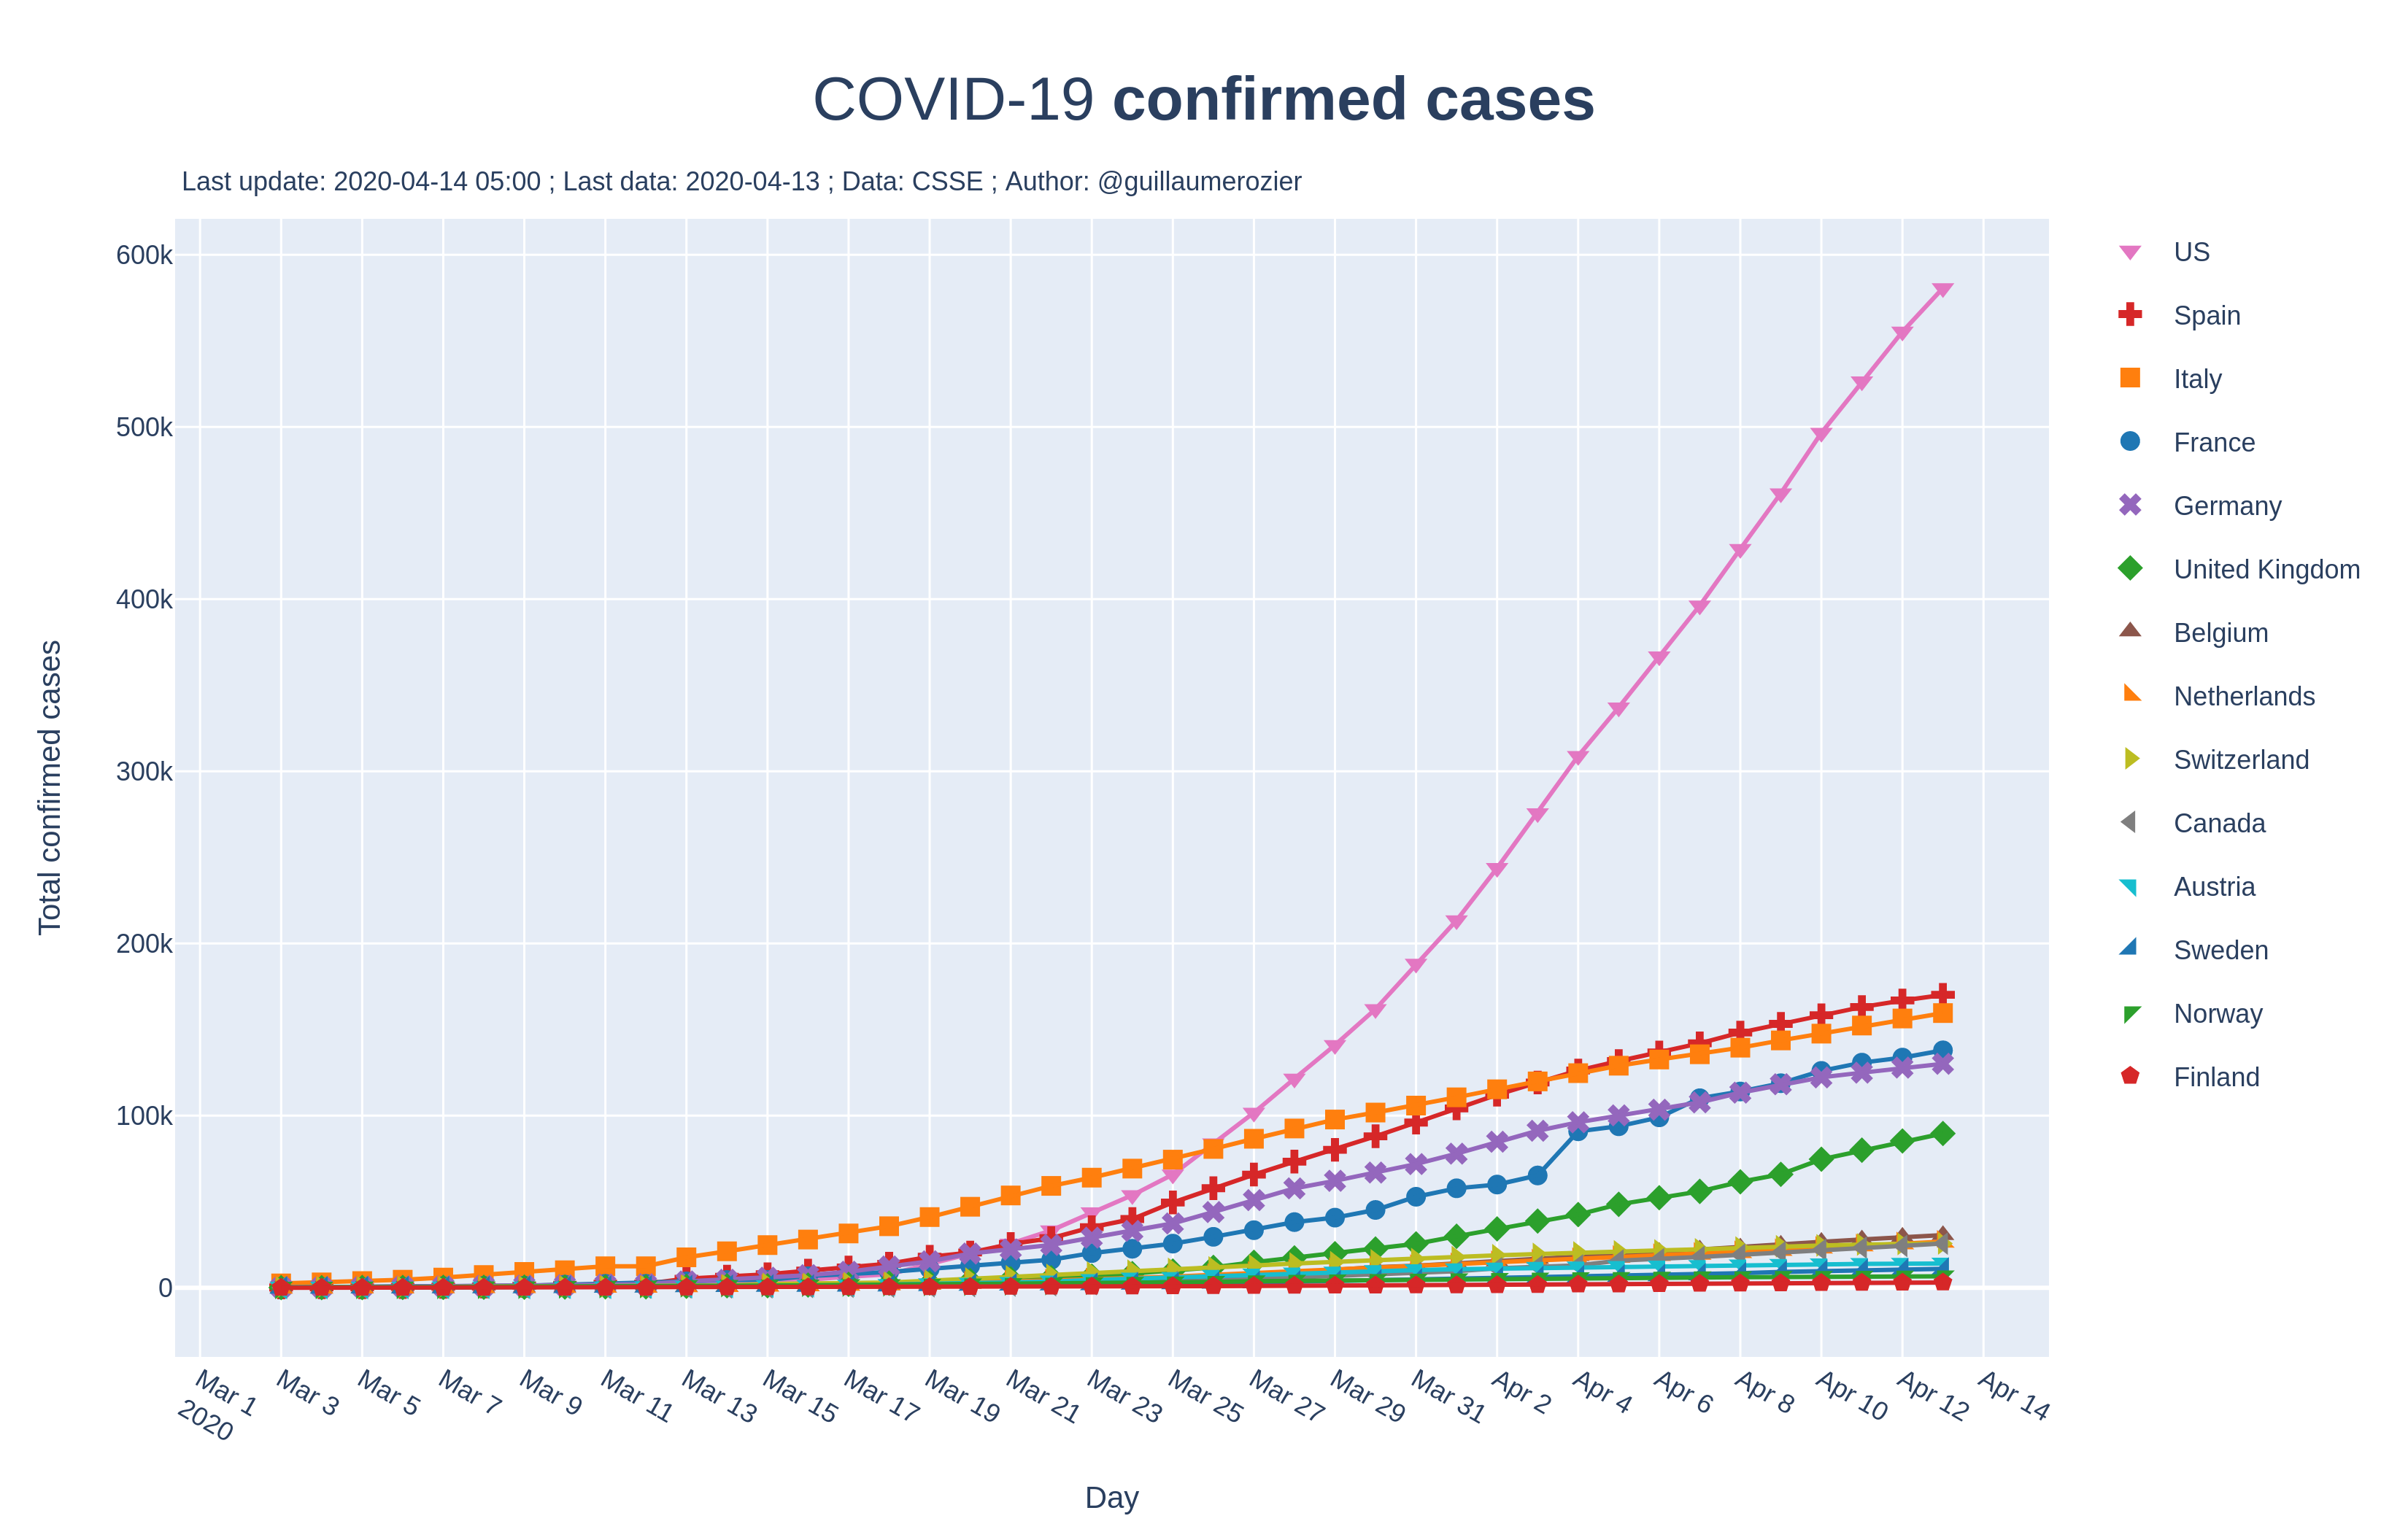 COVID-19 confirmed cases
Last update: 2020-04-14 05:00 ; Last data: 2020-04-13 ; Data: CSSE ; Author: @guillaumerozier
600k
500k
400k
300k
200k
100k
0
Total confirmed cases
US
Spain
Italy
France
Germany
United Kingdom
Belgium
Netherlands
Switzerland
Canada
Austria
Sweden
Norway
Finland
Mar 1
2020
Mar 3
Mar 5
Mar 7
Mar 9
Mar 11
Mar 13
Mar 15
Mar 17
Mar 19
Mar 21
Mar 23
Mar 25
Mar 27
Mar 29
Mar 31
Apr 2
Apr 4
Apr 6
Apr 8
Apr 10
Apr 12
Apr 14
Day